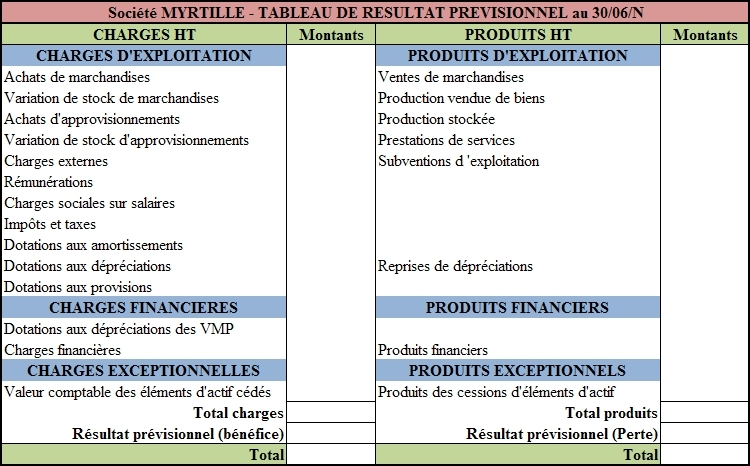 Société MYRTILLE - TABLEAU DE RESULTAT PREVISIONNEL au 30/06/N
CHARGES HT Montants PRODUITS HT Montants
CHARGES D'EXPLOITATION PRODUITS D'EXPLOITATION
Achats de marchandises Ventes de marchandises
Variation de stock de marchandises Production vendue de biens
Achats d'approvisionnements Production stockée
Variation de stock d'approvisionnements Prestations de services
Charges externes Subventions d 'exploitation
Rémunérations
Charges sociales sur salaires
Impôts et taxes
Dotations aux amortissements
Dotations aux dépréciations Reprises de dépréciations
Dotations aux provisions
CHARGES FINANCIERES PRODUITS FINANCIERS
Dotations aux dépréciations des VMP
Charges financières Produits financiers
CHARGES EXCEPTIONNELLES PRODUITS EXCEPTIONNELS
Valeur comptable des éléments d'actif cédés Produits des cessions d'éléments d'actif
Total charges Total produits
Résultat prévisionnel (bénéfice) Résultat prévisionnel (Perte)
Total Total